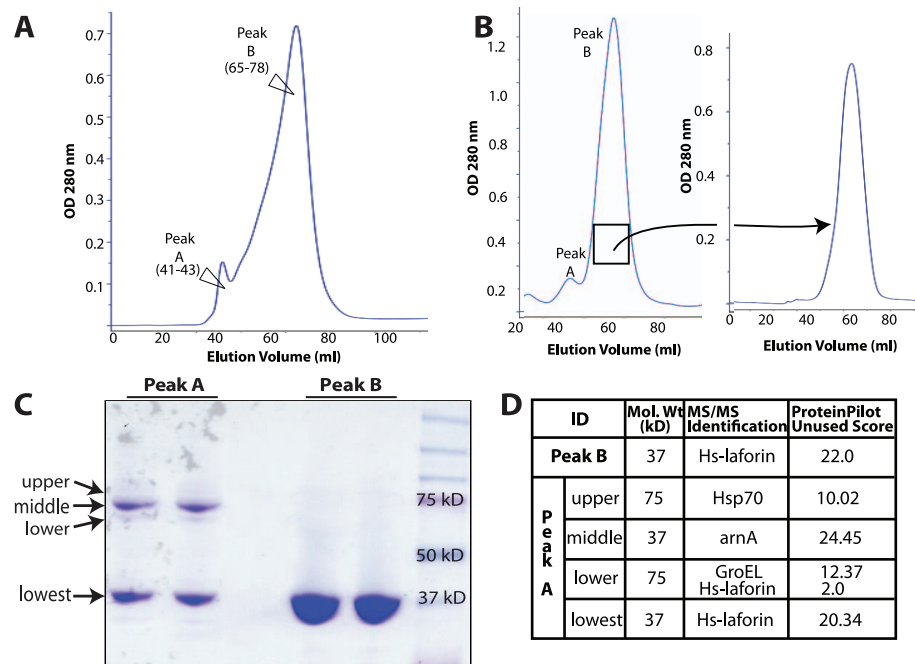 A
Peak
B
(65-78)
Peak
A
(41-43)
OD 280 nm
0.7
0.6
0.5
0.4
0.3
0.2
0.1
0 20 40 60 80 100
Elution Volume (ml)
B
Peak
B
Peak
A
OD 280 nm
1.2
1.0
0.8
0.6
0.4
0.2
20 40 60 80 100
Elution Volume (ml)
OD 280 nm
0.8
0.6
0.4
0.2
0 20 40 60 80
Elution Volume (ml)
C
Peak A Peak B
upper
middle
lower
lowest
75 kD
50 kD
37 kD
D
ID Mol. Wt (kD) MS/MS Identification ProteinPilot Unused Score
Peak B 37 Hs-laforin 22.0
Peak A
upper 75 Hsp70 10.02
middle 37 arnA 24.45
lower 75 GroEL 12.37
Hs-laforin 2.0
lowest 37 Hs-laforin 20.34